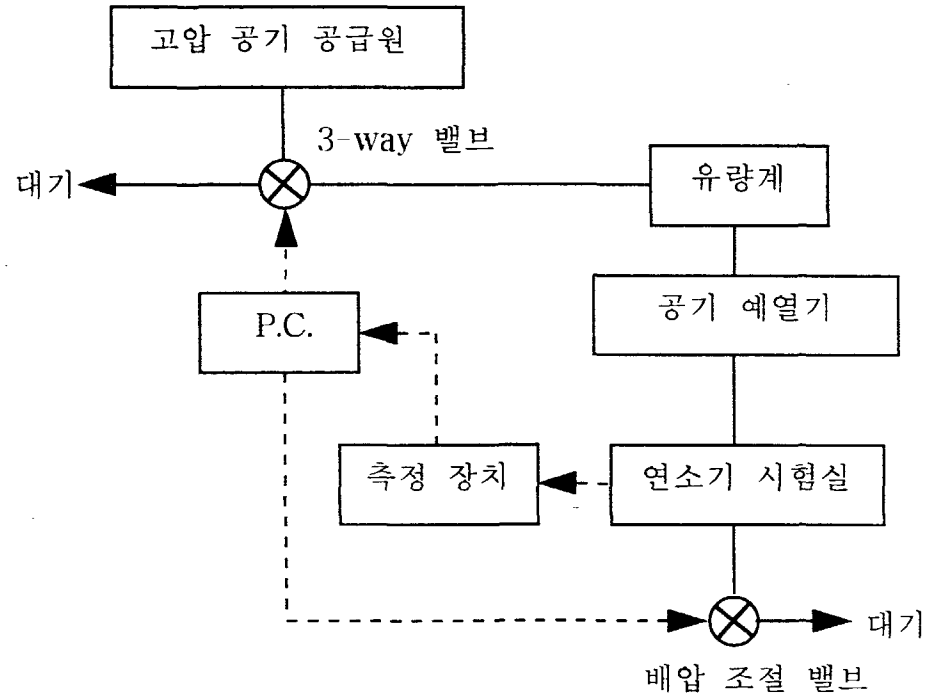 고압 공기 공급원
3-way 밸브
대기
유량계
공기 예열기
P.C.
측정 장치
연소기 시험실
대기
배압 조절 밸브